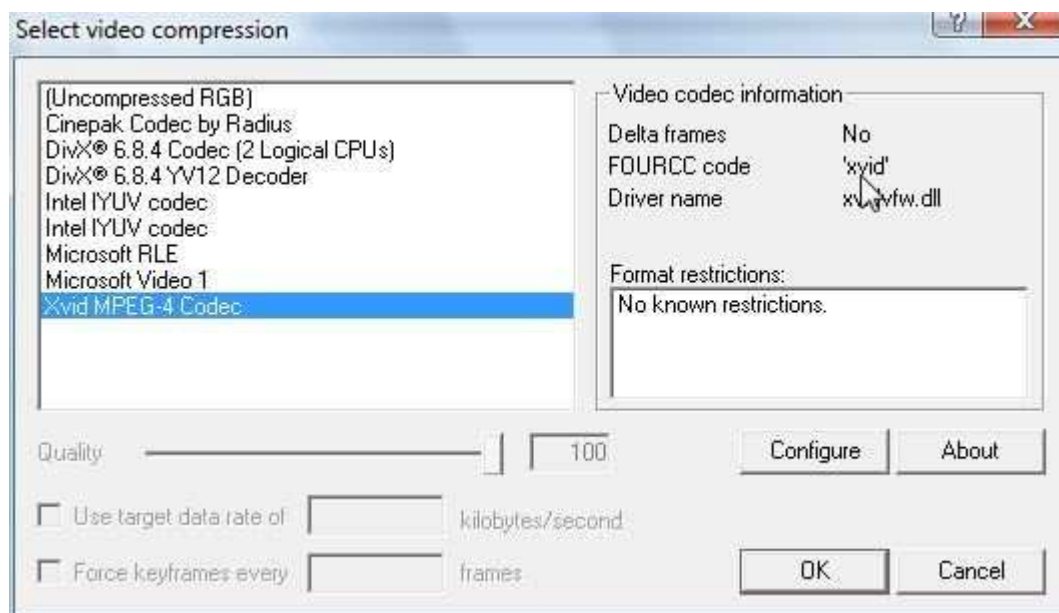 Select video compression
(Uncompressed RGB)
Cinepak Codec by Radius
DivX® 6.8.4 Codec (2 Logical CPUs)
DivX® 6.8.4 YV12 Decoder
Intel IYUV codec
Intel IYUV codec
Microsoft RLE
Microsoft Video 1
Xvid MPEG-4 Codec
Video codec information
Delta frames No
FOURCC code 'xvid'
Driver name
Format restrictions:
No known restrictions.
Quality 100
Configure About
Use target data rate of kilobytes/second
Force keyframes every frames
OK Cancel